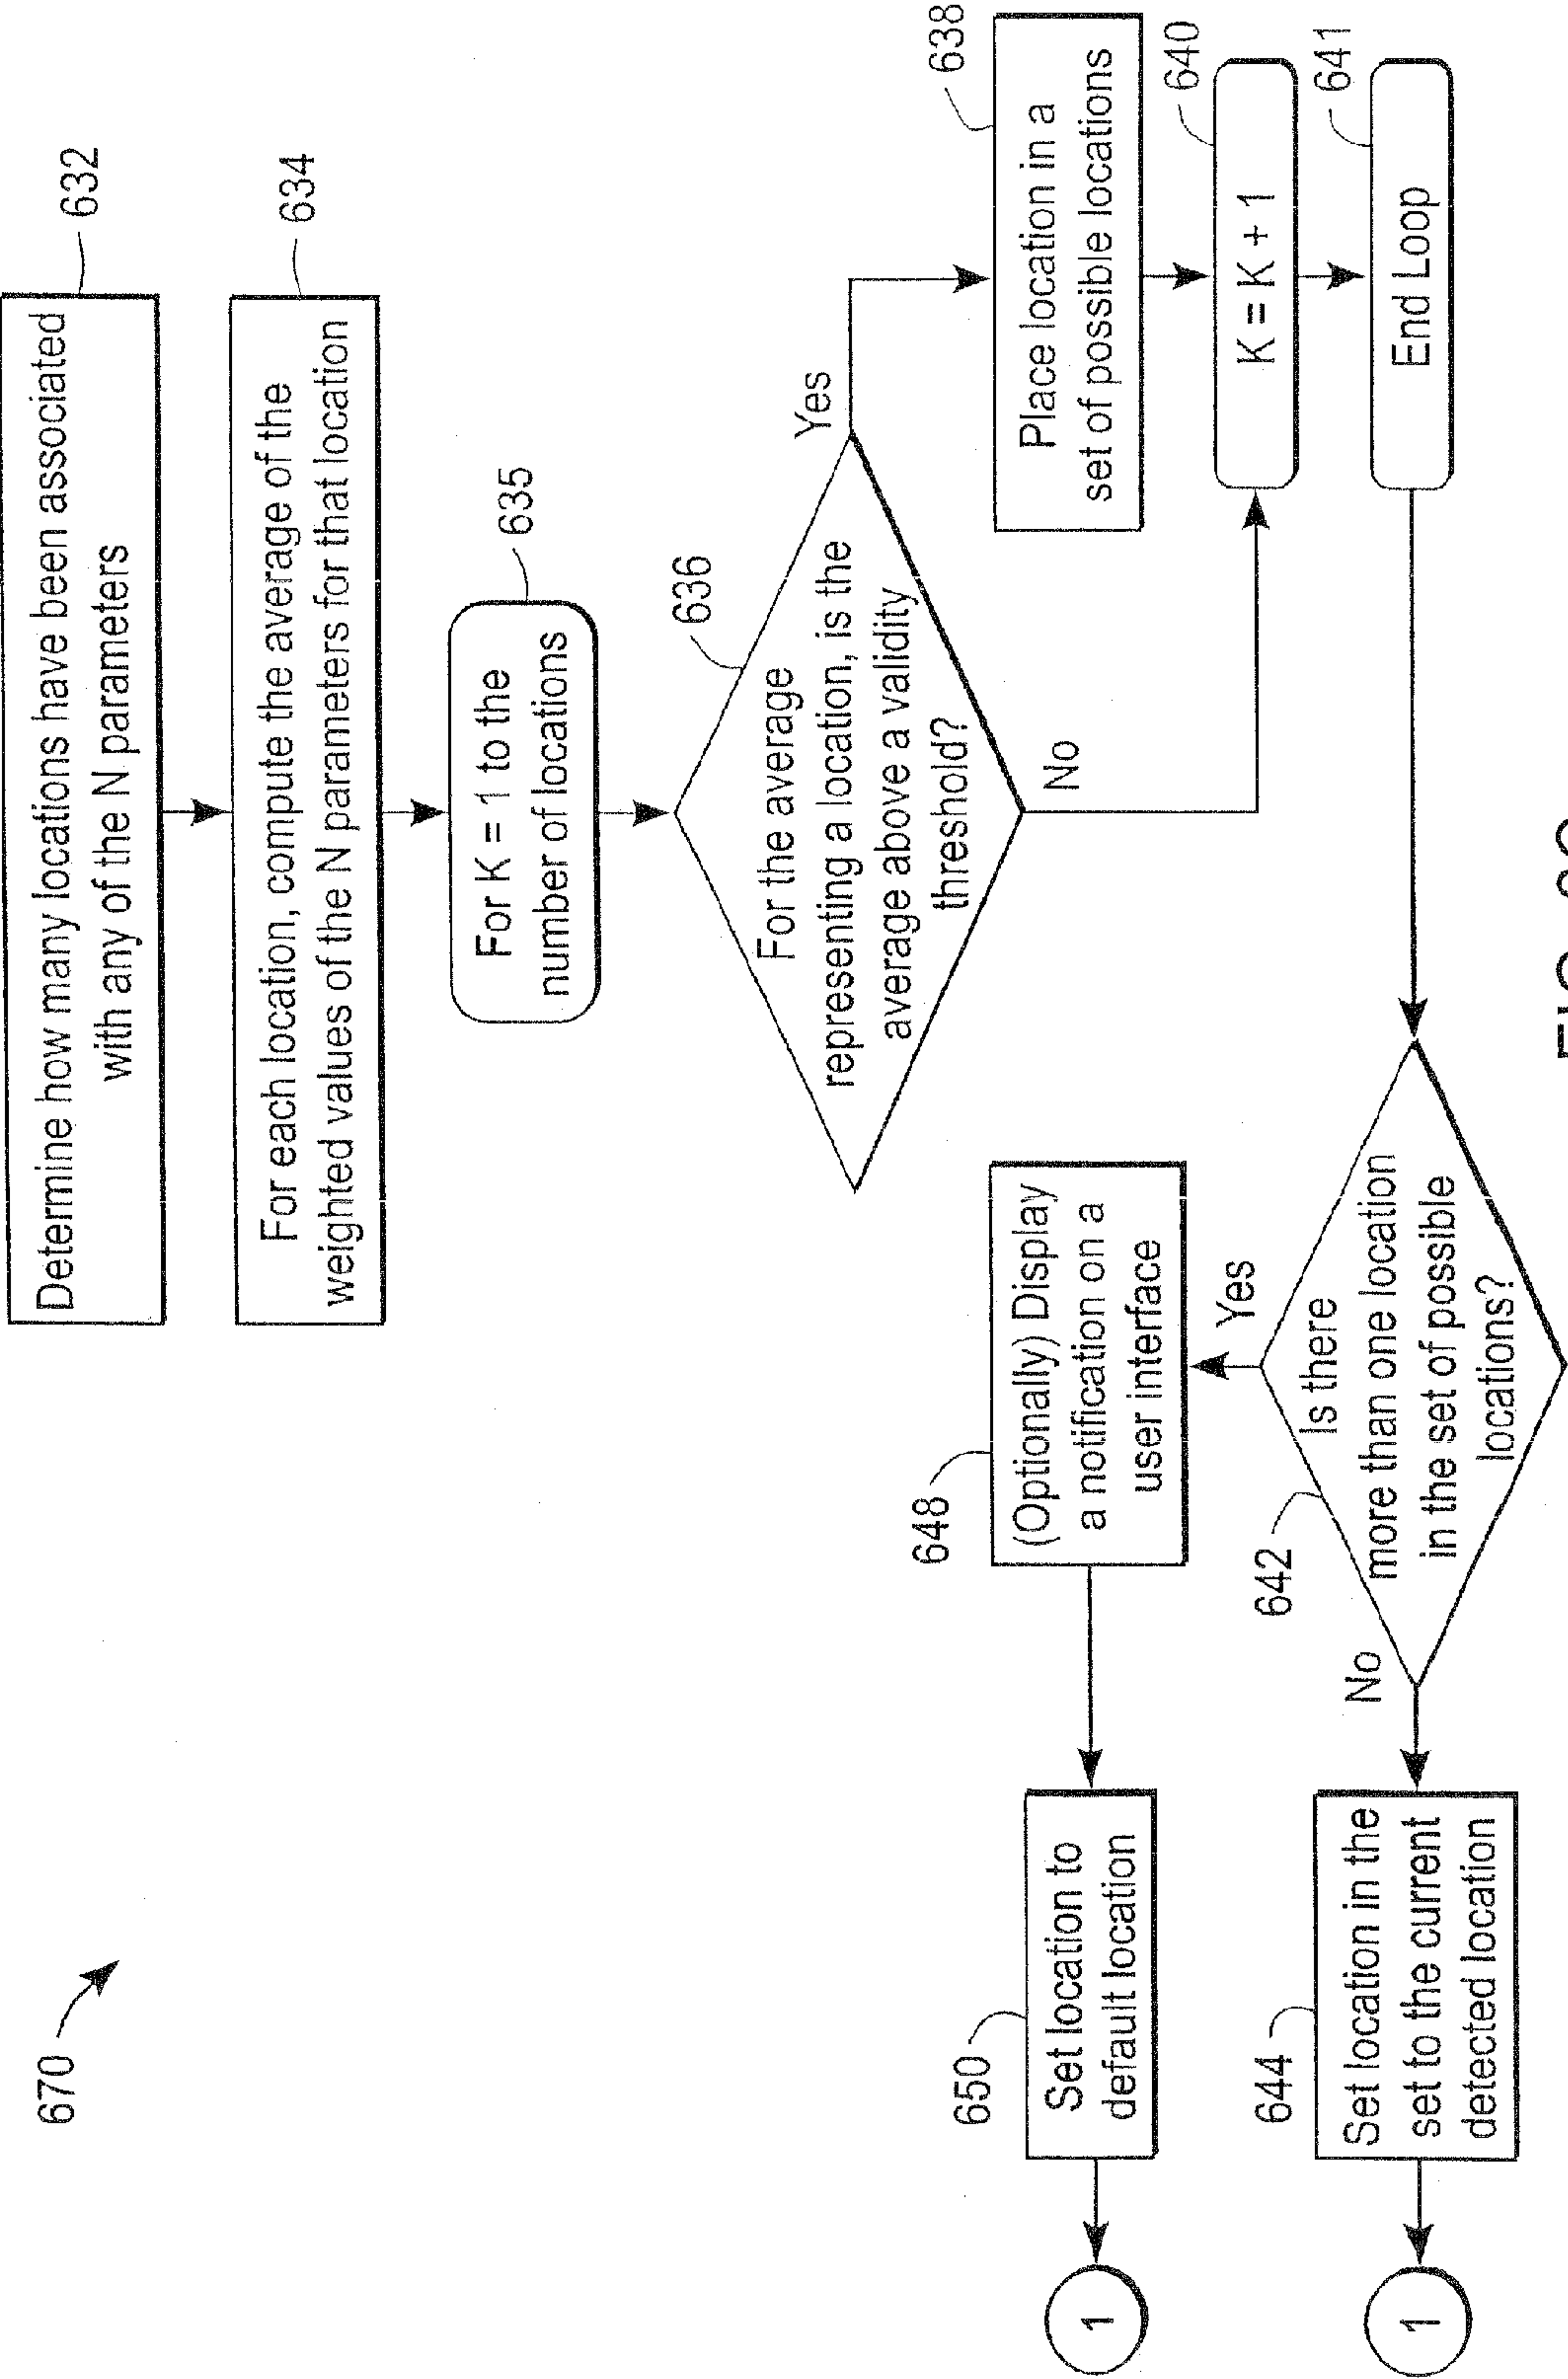 670
Determine how many locations have been associated
with any of the N parameters
632
For each location, compute the average of the
weighted values of the N parameters for that location
634
For K = 1 to the
number of locations
635
636
For the average
representing a location, is the
average above a validity
threshold?
Yes
No
638
Place location in a
set of possible locations
640
K = K + 1
641
End Loop
642
Is there
more than one location
in the set of possible
locations?
Yes
No
648
(Optionally) Display
a notification on a
user interface
650
Set location to
default location
1
644
Set location in the
set to the current
detected location
1